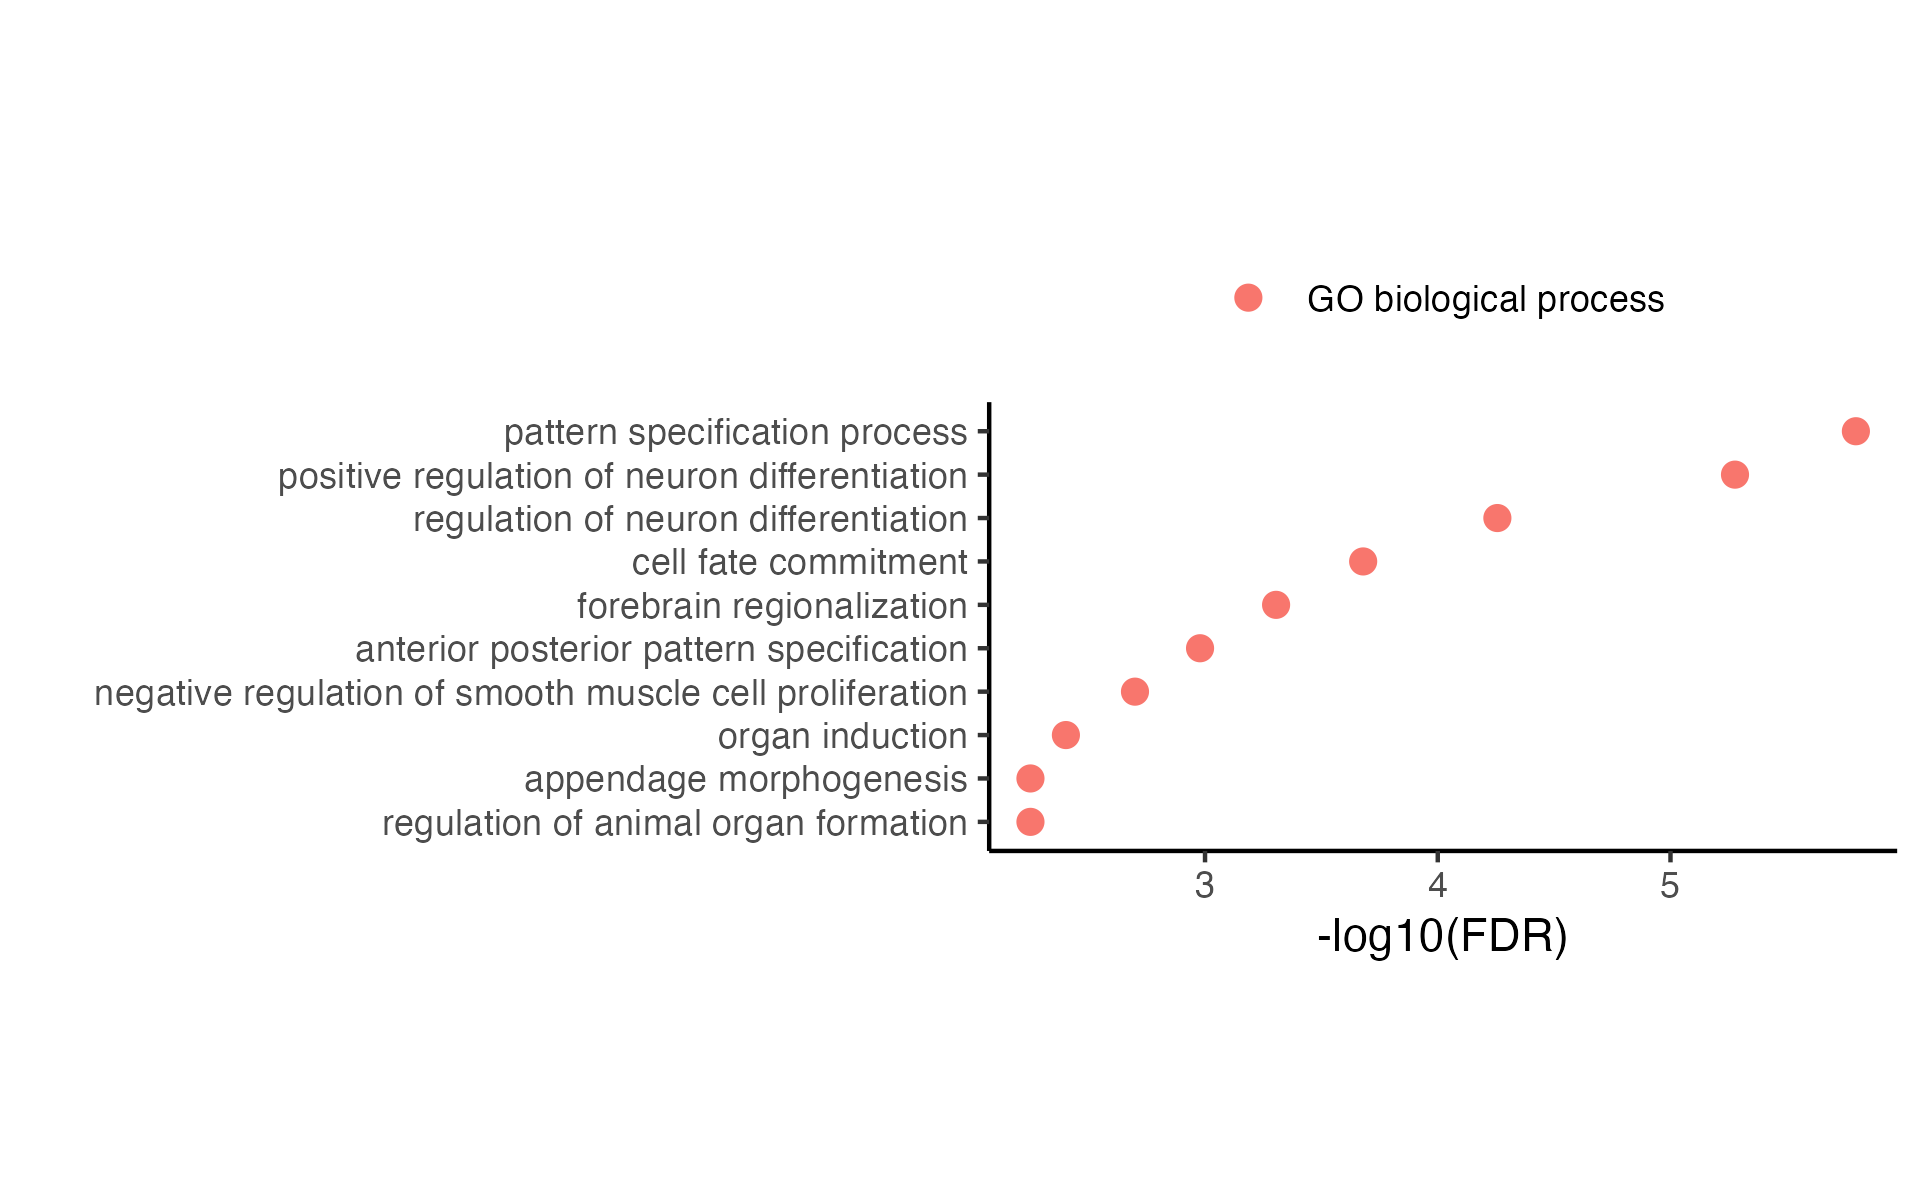 GO biological process
pattern specification process
positive regulation of neuron differentiation
regulation of neuron differentiation
cell fate commitment
forebrain regionalization
anterior posterior pattern specification
negative regulation of smooth muscle cell proliferation
organ induction
appendage morphogenesis
regulation of animal organ formation
3 4 5
-log10(FDR)